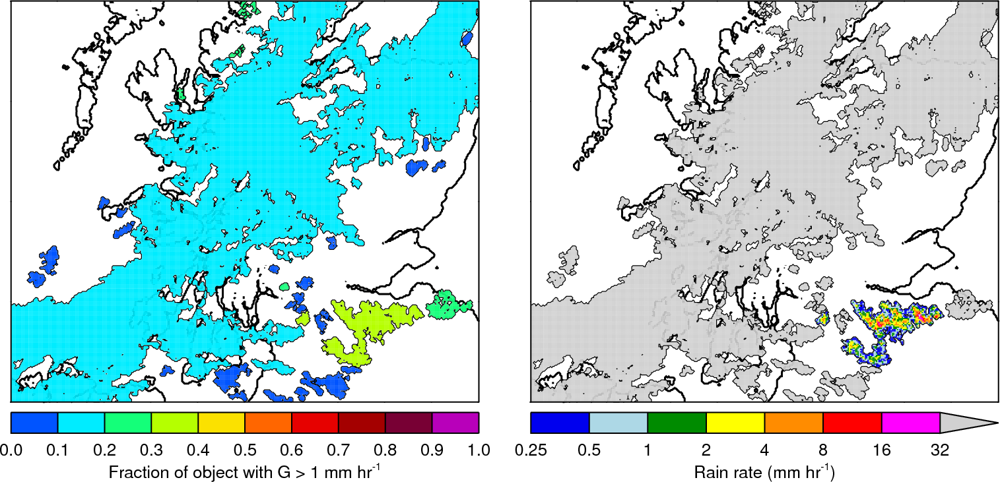 0.0 0.1 0.2 0.3 0.4 0.5 0.6 0.7 0.8 0.9 1.0
Fraction of object with G > 1 mm hr⁻¹
0.25 0.5 1 2 4 8 16 32
Rain rate (mm hr⁻¹)